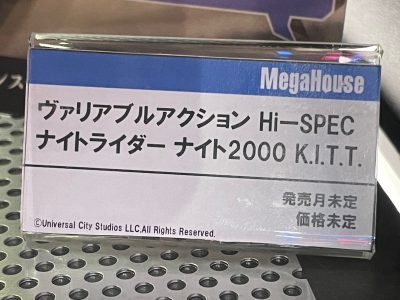 MegaHouse
ヴァリアブルアクション Hi－SPEC
ナイトライダー ナイト2000 K.I.T.T.
発売月未定
価格未定
©Universal City Studios LLC.All Rights Reserved.